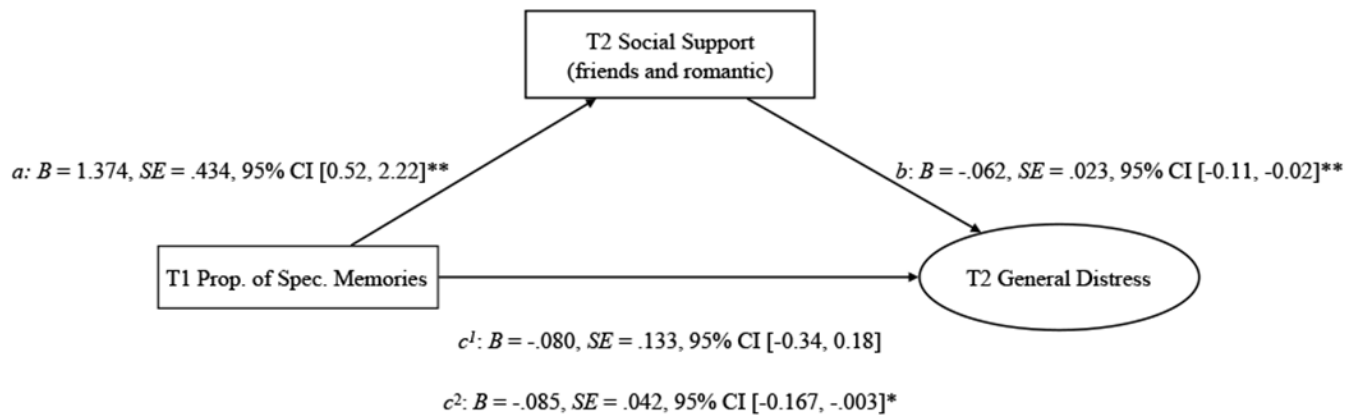 T2 Social Support
(friends and romantic)
a: B = 1.374, SE = .434, 95% CI [0.52, 2.22]**
b: B = -.062, SE = .023, 95% CI [-0.11, -0.02]**
T1 Prop. of Spec. Memories
T2 General Distress
c¹: B = -.080, SE = .133, 95% CI [-0.34, 0.18]
c²: B = -.085, SE = .042, 95% CI [-0.167, -.003]*